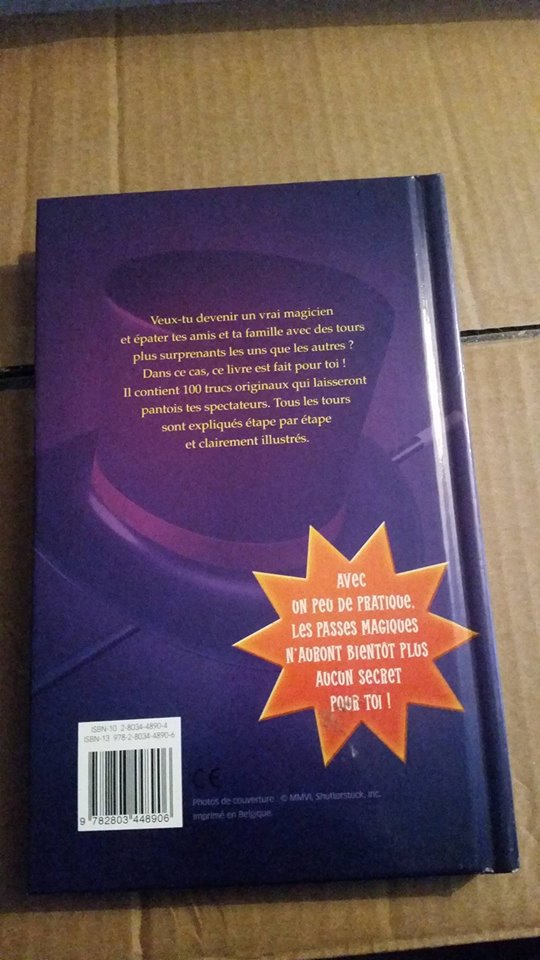 Veux-tu devenir un vrai magicien
et épater tes amis et ta famille avec des tours
plus surprenants les uns que les autres ?
Dans ce cas, ce livre est fait pour toi !
Il contient 100 trucs originaux qui laisseront
pantois tes spectateurs. Tous les tours
sont expliqués étape par étape
et clairement illustrés.
AVEC
UN PEU DE PRATIQUE,
LES PASSES MAGIQUES
N'AURONT BIENTÔT PLUS
AUCUN SECRET
POUR TOI !
ISBN-10 2-8034-4890-4
ISBN-13 978-2-8034-4890-6
9 782803 448906
CE
Photos de couverture : © MMVI, Shutterstock, Inc.
Imprimé en Belgique.